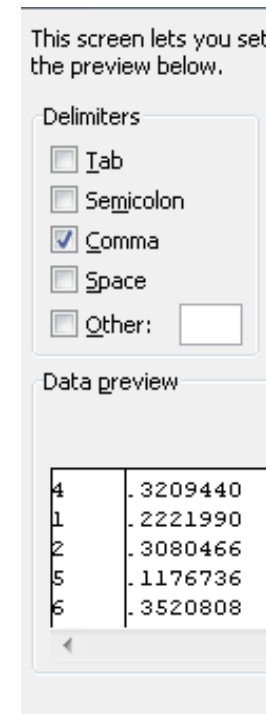 This screen lets you set
the preview below.
Delimiters
Tab
Semicolon
Comma
Space
Other:
Data preview
4 .3209440
1 .2221990
2 .3080466
5 .1176736
6 .3520808